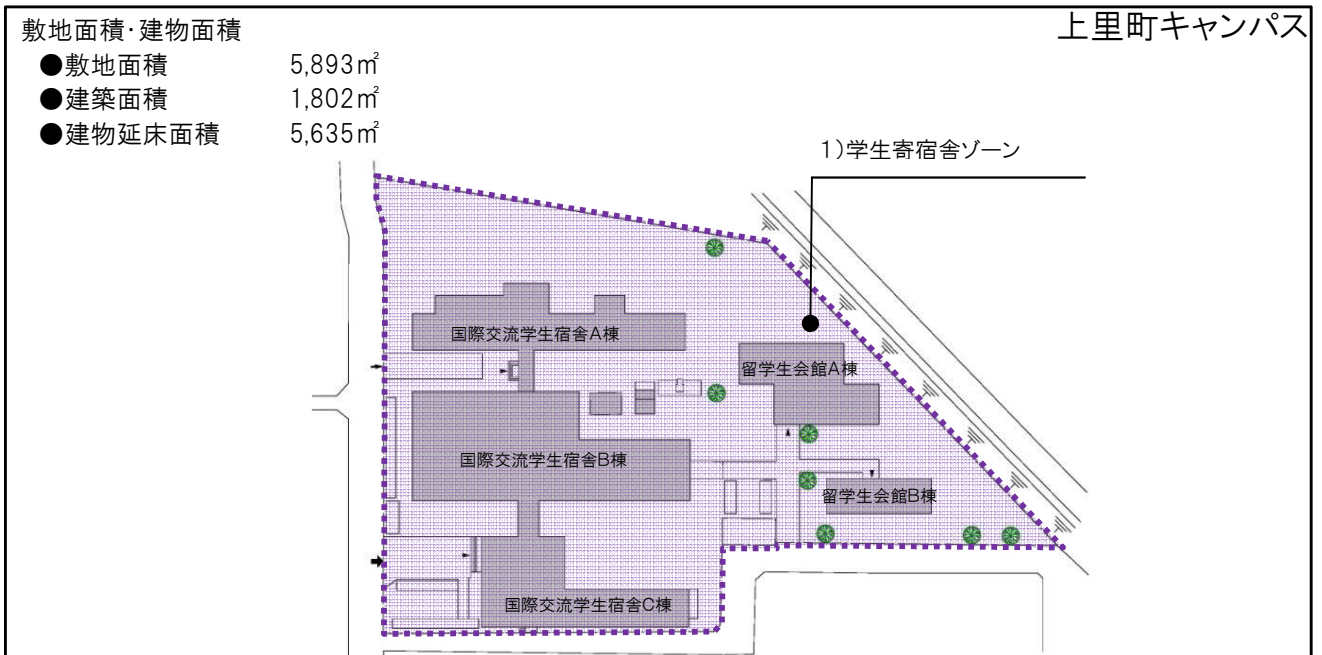 上里町キャンパス
敷地面積・建物面積
●敷地面積 5,893㎡
●建築面積 1,802㎡
●建物延床面積 5,635㎡
1)学生寄宿舎ゾーン
国際交流学生宿舎A棟
留学生会館A棟
国際交流学生宿舎B棟
留学生会館B棟
国際交流学生宿舎C棟